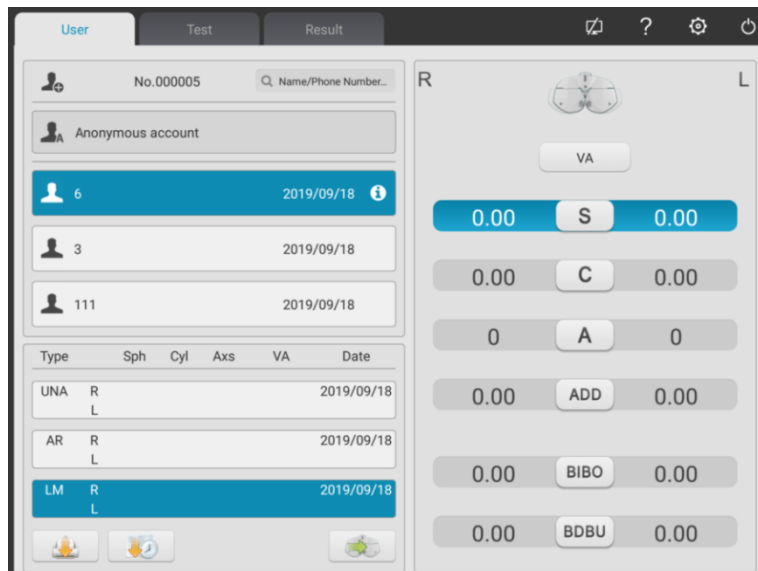 User Test Result ?
No.000005 Name/Phone Number...
A Anonymous account
6 2019/09/18 i
3 2019/09/18
111 2019/09/18
Type Sph Cyl Axs VA Date
UNA R 2019/09/18
L
AR R 2019/09/18
L
LM R 2019/09/18
L
R L
VA
0.00 S 0.00
0.00 C 0.00
0 A 0
0.00 ADD 0.00
0.00 BIBO 0.00
0.00 BDBU 0.00